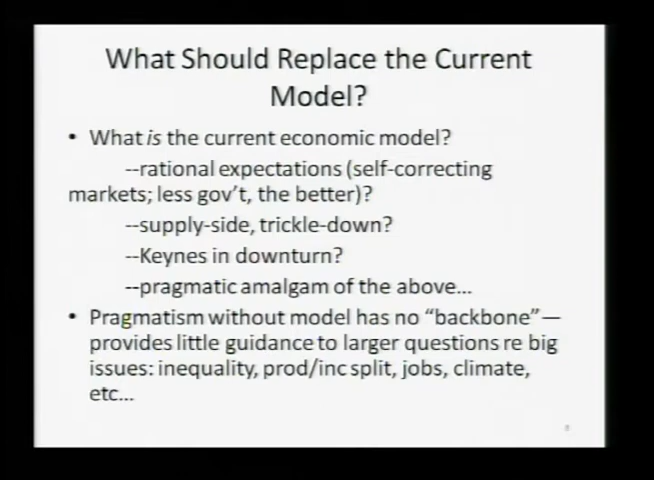 What Should Replace the Current
Model?
• What is the current economic model?
--rational expectations (self-correcting
markets; less gov't, the better)?
--supply-side, trickle-down?
--Keynes in downturn?
--pragmatic amalgam of the above...
• Pragmatism without model has no "backbone"—
provides little guidance to larger questions re big
issues: inequality, prod/inc split, jobs, climate,
etc...